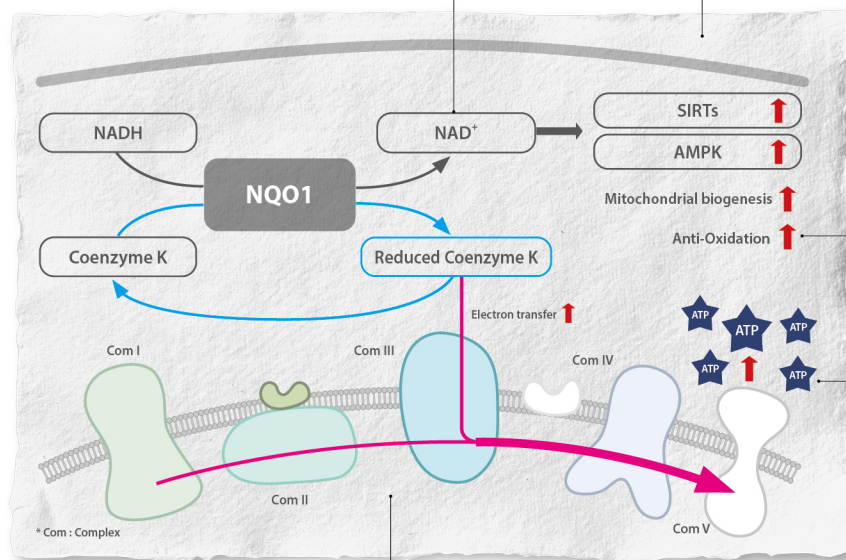 NADH
NAD+
SIRTs
AMPK
NQO1
Mitochondrial biogenesis
Anti-Oxidation
Coenzyme K
Reduced Coenzyme K
Electron transfer
ATP
ATP
ATP
ATP
ATP
Com I
Com III
Com IV
Com II
Com V
* Com : Complex